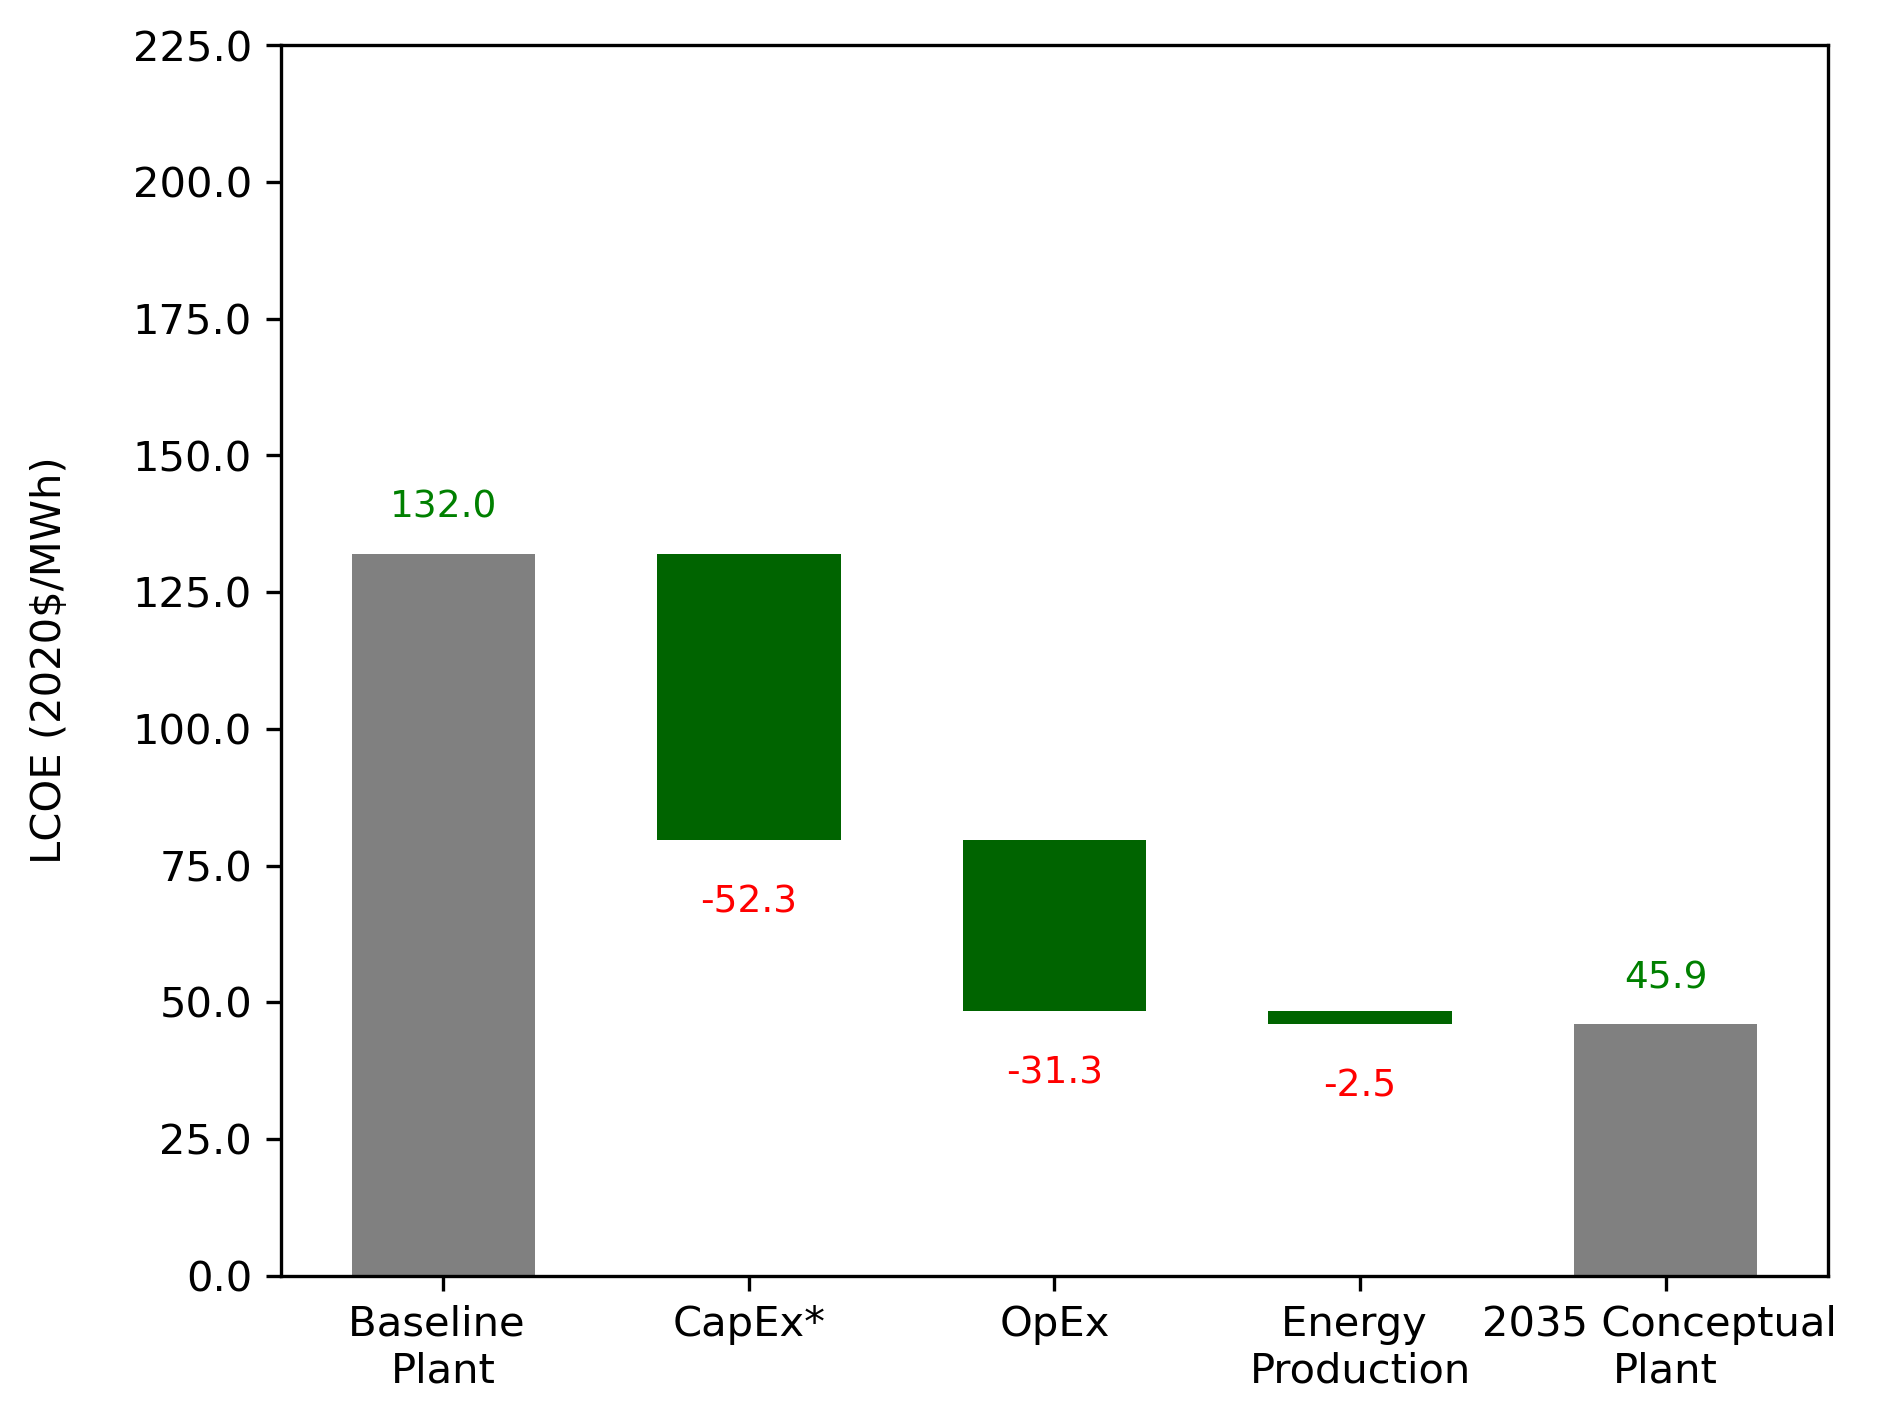 225.0
200.0
175.0
150.0
125.0
100.0
75.0
50.0
25.0
0.0
LCOE (2020$/MWh)
132.0
-52.3
-31.3
-2.5
45.9
Baseline
Plant
CapEx*
OpEx
Energy
Production
2035 Conceptual
Plant